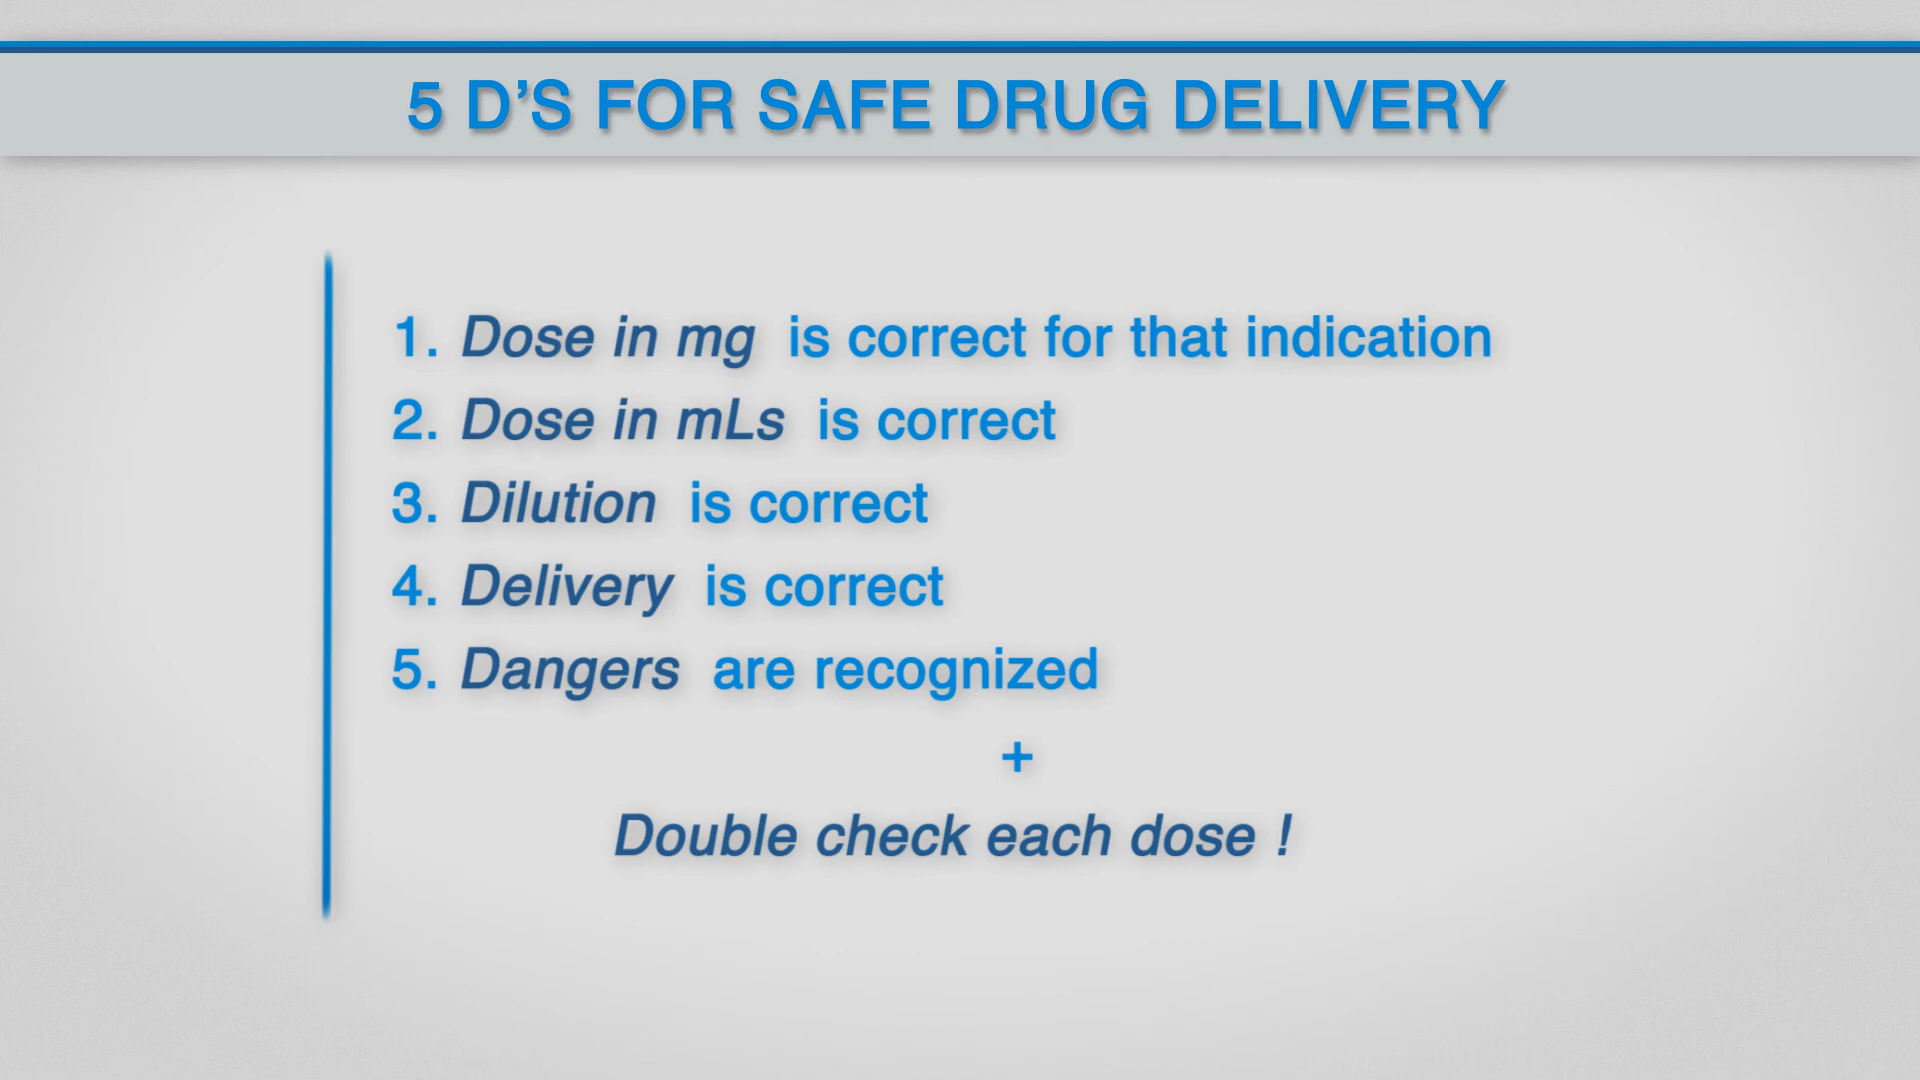 5 D’S FOR SAFE DRUG DELIVERY
1. Dose in mg is correct for that indication
2. Dose in mLs is correct
3. Dilution is correct
4. Delivery is correct
5. Dangers are recognized
+
Double check each dose !